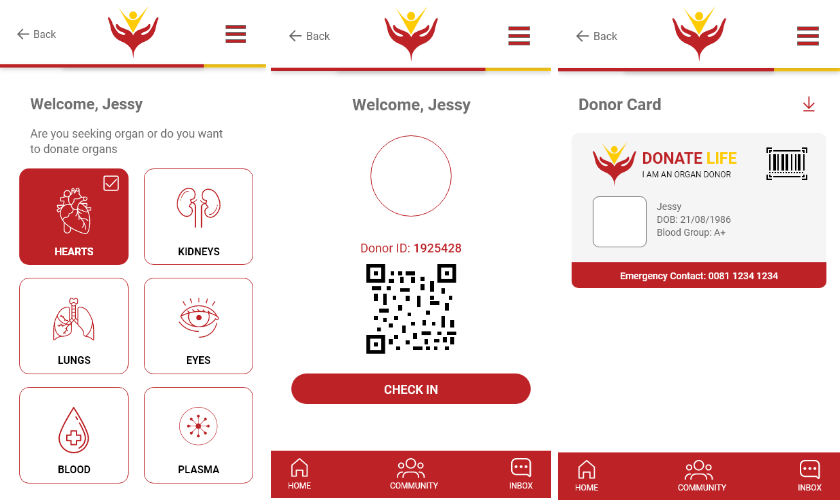 Back
Welcome, Jessy
Are you seeking organ or do you want
to donate organs
HEARTS
KIDNEYS
LUNGS
EYES
BLOOD
PLASMA
Back
Welcome, Jessy
Donor ID: 1925428
CHECK IN
HOME
COMMUNITY
INBOX
Back
Donor Card
DONATE LIFE
I AM AN ORGAN DONOR
Jessy
DOB: 21/08/1986
Blood Group: A+
Emergency Contact: 0081 1234 1234
HOME
COMMUNITY
INBOX